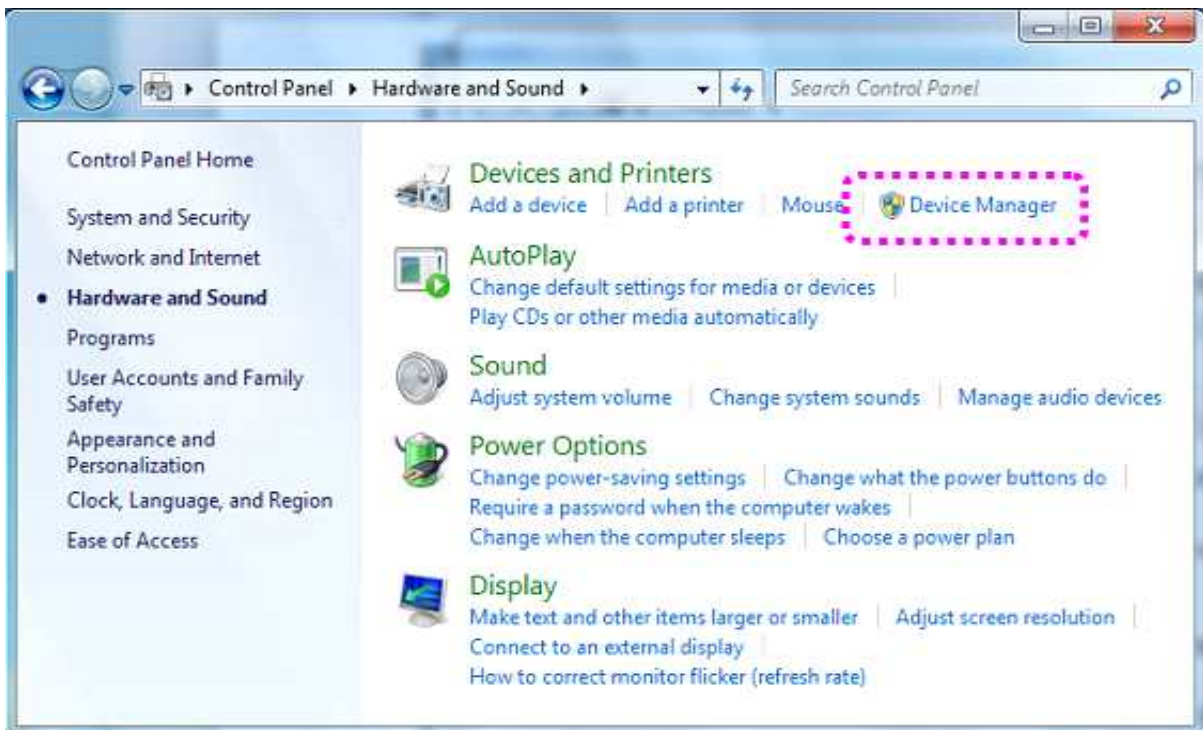 Control Panel Hardware and Sound Search Control Panel
Control Panel Home
System and Security
Network and Internet
Hardware and Sound
Programs
User Accounts and Family
Safety
Appearance and
Personalization
Clock, Language, and Region
Ease of Access
Devices and Printers
Add a device Add a printer Mouse Device Manager
AutoPlay
Change default settings for media or devices
Play CDs or other media automatically
Sound
Adjust system volume Change system sounds Manage audio devices
Power Options
Change power-saving settings Change what the power buttons do
Require a password when the computer wakes
Change when the computer sleeps Choose a power plan
Display
Make text and other items larger or smaller Adjust screen resolution
Connect to an external display
How to correct monitor flicker (refresh rate)